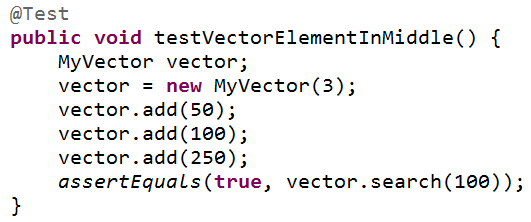 @Test
public void testVectorElementInMiddle() {
    MyVector vector;
    vector = new MyVector(3);
    vector.add(50);
    vector.add(100);
    vector.add(250);
    assertEquals(true, vector.search(100));
}